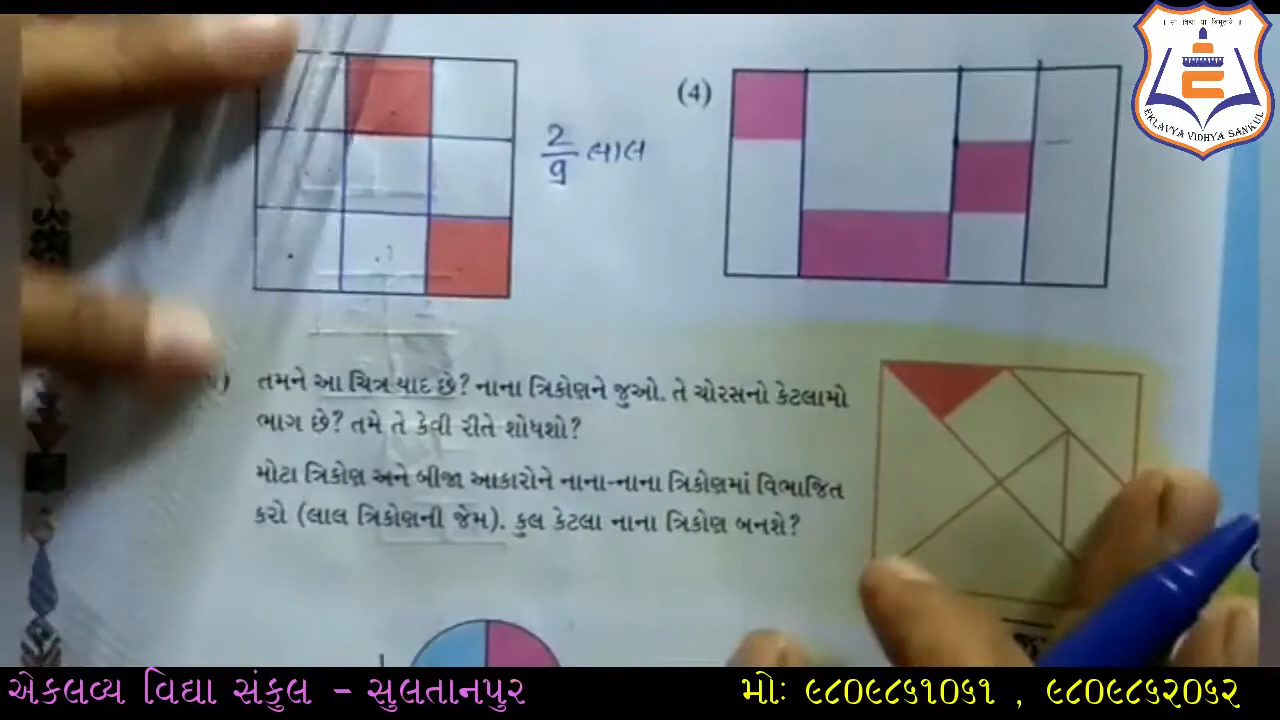 ॥ सा विद्या या विमुक्तये ॥
EKLAVYA VIDHYA SANKUL
(4)
2/9 લાલ
તમને આ ચિત્ર યાદ છે? નાના ત્રિકોણને જુઓ. તે ચોરસનો કેટલામો
ભાગ છે? તમે તે કેવી રીતે શોધશો?
મોટા ત્રિકોણ અને બીજા આકારોને નાના-નાના ત્રિકોણમાં વિભાજિત
કરો (લાલ ત્રિકોણની જેમ). કુલ કેટલા નાના ત્રિકોણ બનશે?
એકલવ્ય વિદ્યા સંકુલ - સુલતાનપુર
મોઃ ૯૮૦૯૮૬૧૦૬૧ , ૯૮૦૯૮૬૨૦૬૨